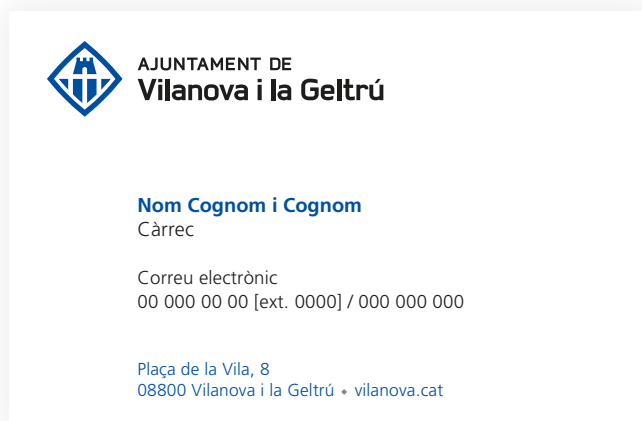 AJUNTAMENT DE
Vilanova i la Geltrú
Nom Cognom i Cognom
Càrrec
Correu electrònic
00 000 00 00 [ext. 0000] / 000 000 000
Plaça de la Vila, 8
08800 Vilanova i la Geltrú ◆ vilanova.cat